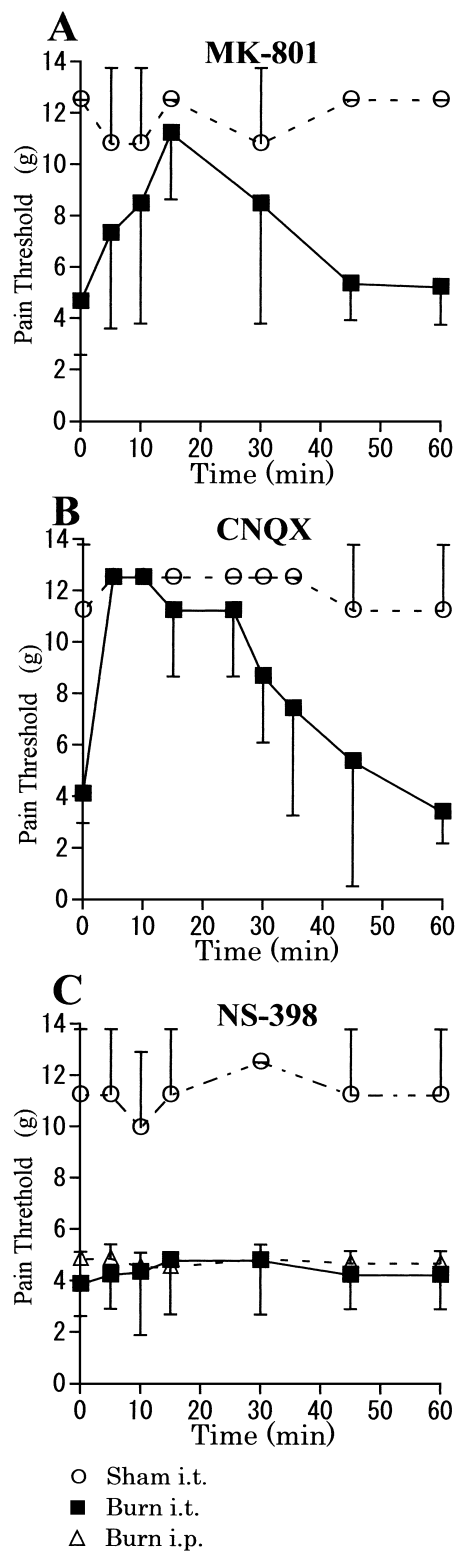 A
MK-801
14
12
10
8
6
4
2
0
Pain Threshold (g)
0 10 20 30 40 50 60
Time (min)
B
CNQX
14
12
10
8
6
4
2
0
Pain Threshold (g)
0 10 20 30 40 50 60
Time (min)
C
NS-398
14
12
10
8
6
4
2
0
Pain Threthold (g)
0 10 20 30 40 50 60
Time (min)
Sham i.t.
Burn i.t.
Burn i.p.